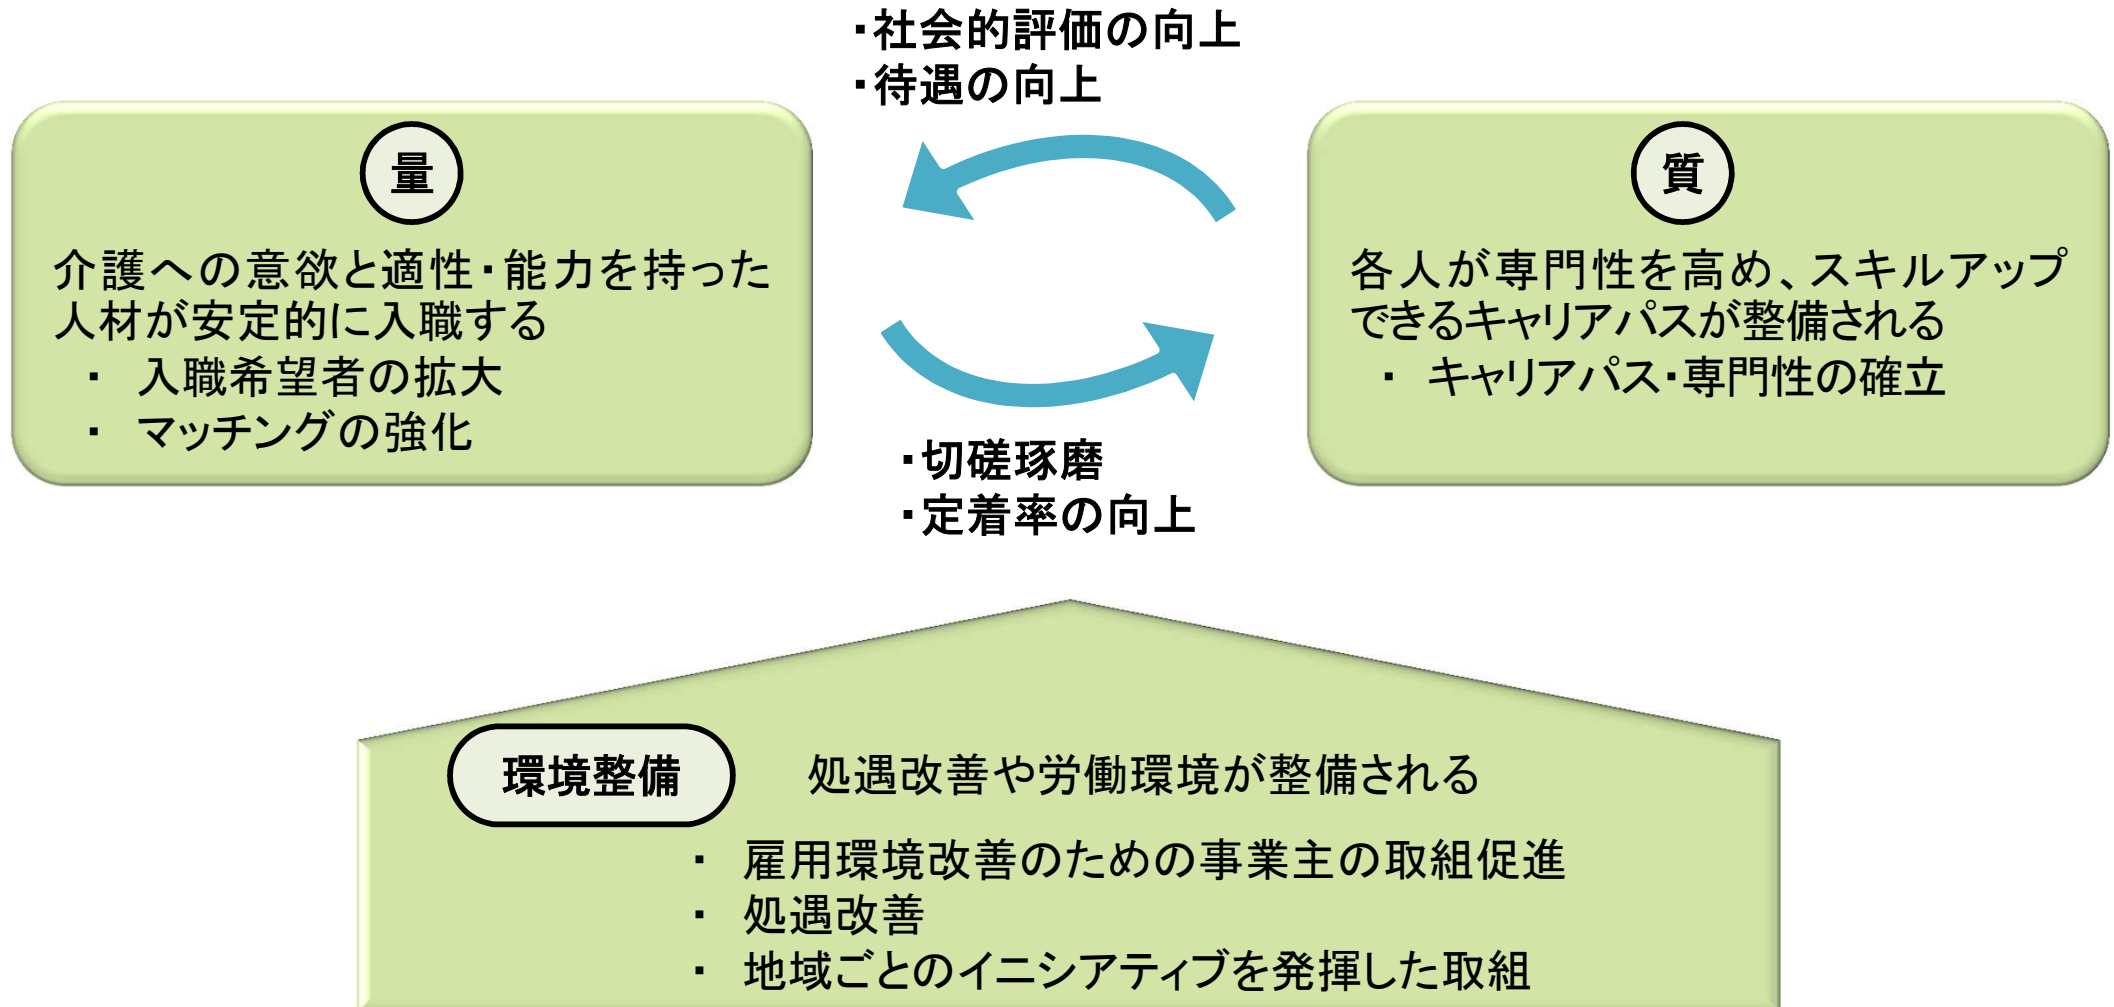 ・社会的評価の向上
・待遇の向上
量
介護への意欲と適性・能力を持った
人材が安定的に入職する
・ 入職希望者の拡大
・ マッチングの強化
質
各人が専門性を高め、スキルアップ
できるキャリアパスが整備される
・ キャリアパス・専門性の確立
・切磋琢磨
・定着率の向上
環境整備 処遇改善や労働環境が整備される
・ 雇用環境改善のための事業主の取組促進
・ 処遇改善
・ 地域ごとのイニシアティブを発揮した取組